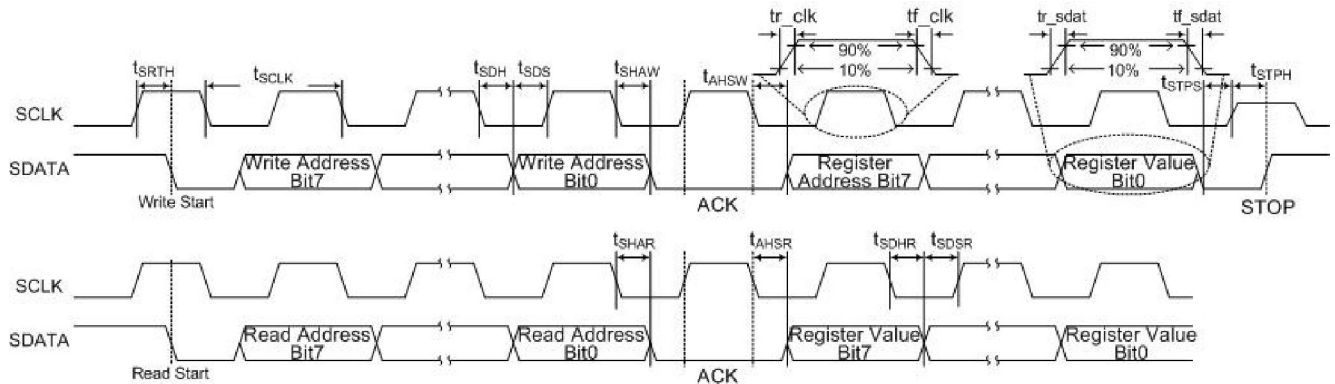 tr_clk tf_clk tr_sdat tf_sdat
90% 90%
tSRTH tSCLK tSDH tSDS tSHAW tAHSW 10% 10% tSTPS tSTPH
SCLK
SDATA Write Address Write Address Register Register Value
Bit7 Bit0 Address Bit7 Bit0
Write Start ACK STOP
tSHAR tAHSR tSDHR tSDSR
SCLK
SDATA Read Address Read Address Register Value Register Value
Bit7 Bit0 Bit7 Bit0
Read Start ACK